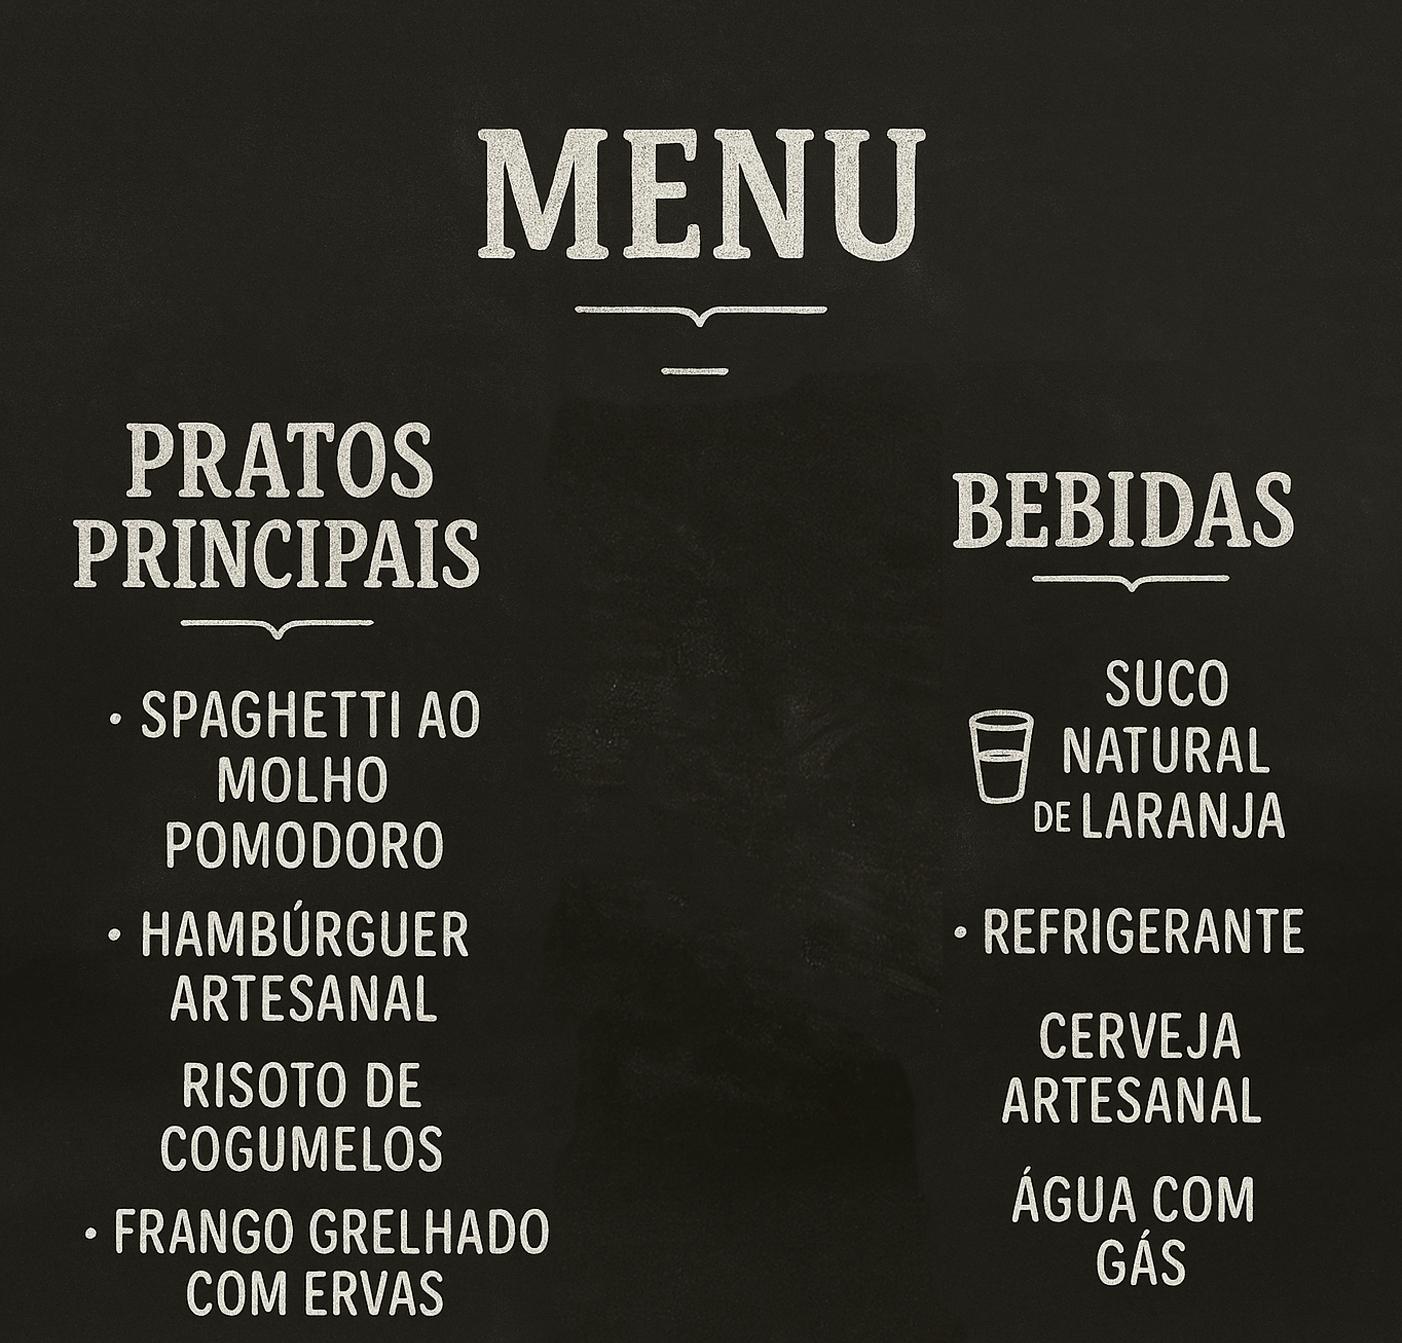 MENU
PRATOS
PRINCIPAIS
• SPAGHETTI AO
MOLHO
POMODORO
• HAMBÚRGUER
ARTESANAL
RISOTO DE
COGUMELOS
• FRANGO GRELHADO
COM ERVAS
BEBIDAS
SUCO
NATURAL
DE LARANJA
• REFRIGERANTE
CERVEJA
ARTESANAL
ÁGUA COM
GÁS